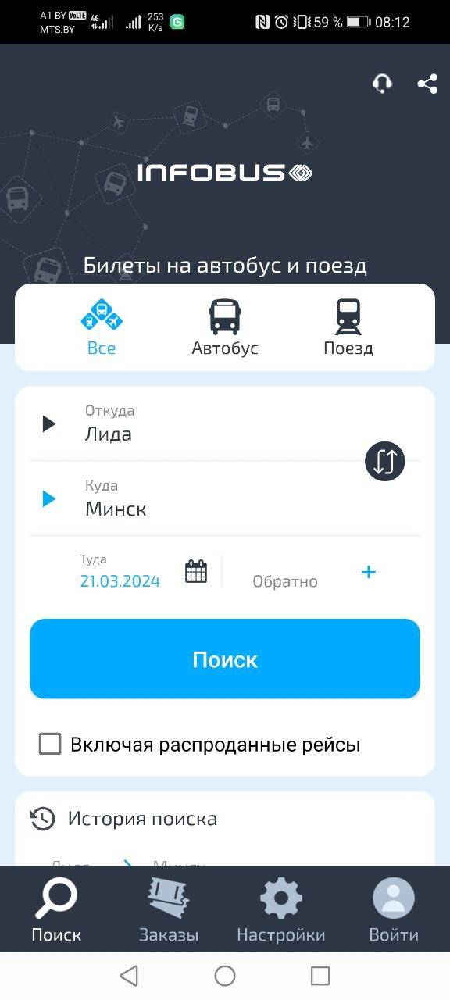 A1 BY VoLTE 4G 253 59 % 08:12
MTS.BY K/s
INFOBUS
Билеты на автобус и поезд
Все Автобус Поезд
Откуда
Лида
Куда
Минск
Туда
21.03.2024 Обратно +
Поиск
Включая распроданные рейсы
История поиска
Поиск Заказы Настройки Войти